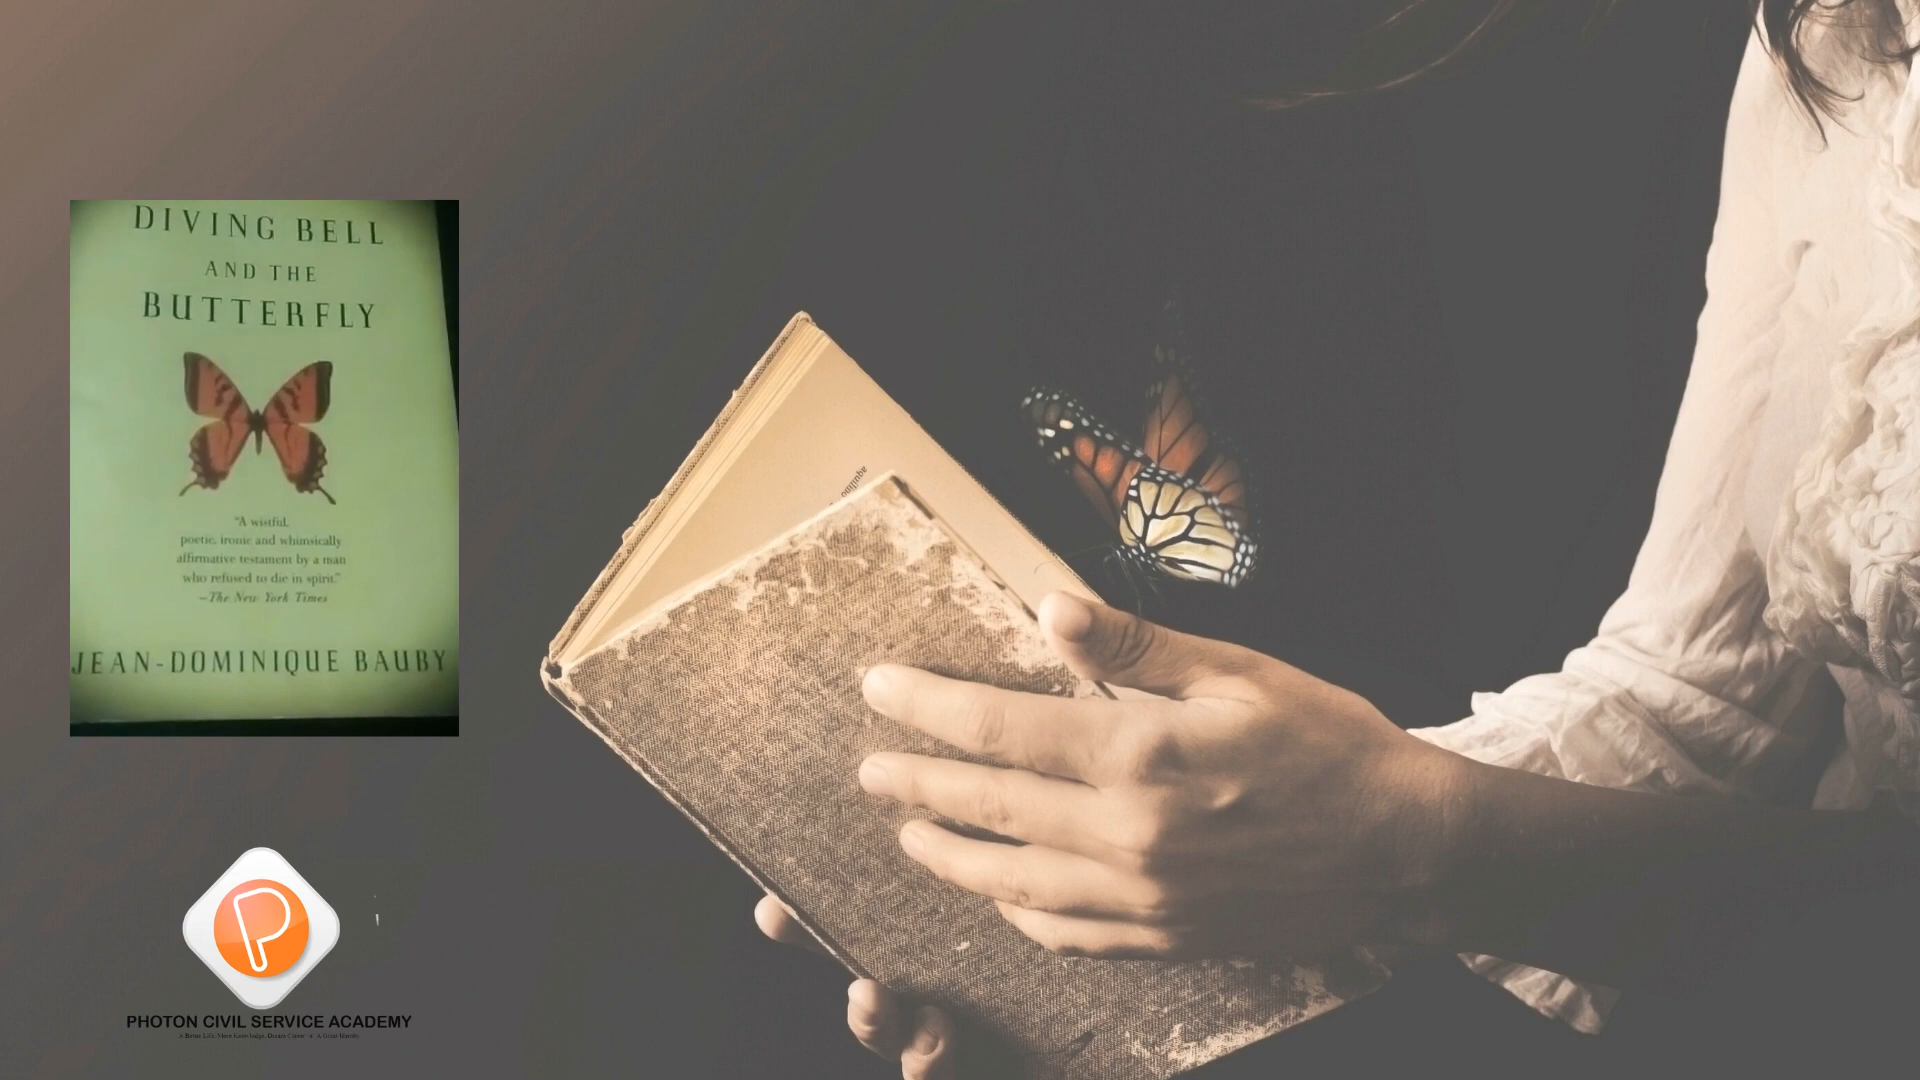 DIVING BELL
AND THE
BUTTERFLY
"A wistful,
poetic, ironic and whimsically
affirmative testament by a man
who refused to die in spirit."
—The New York Times
JEAN-DOMINIQUE BAUBY
aquilino
P
PHOTON CIVIL SERVICE ACADEMY